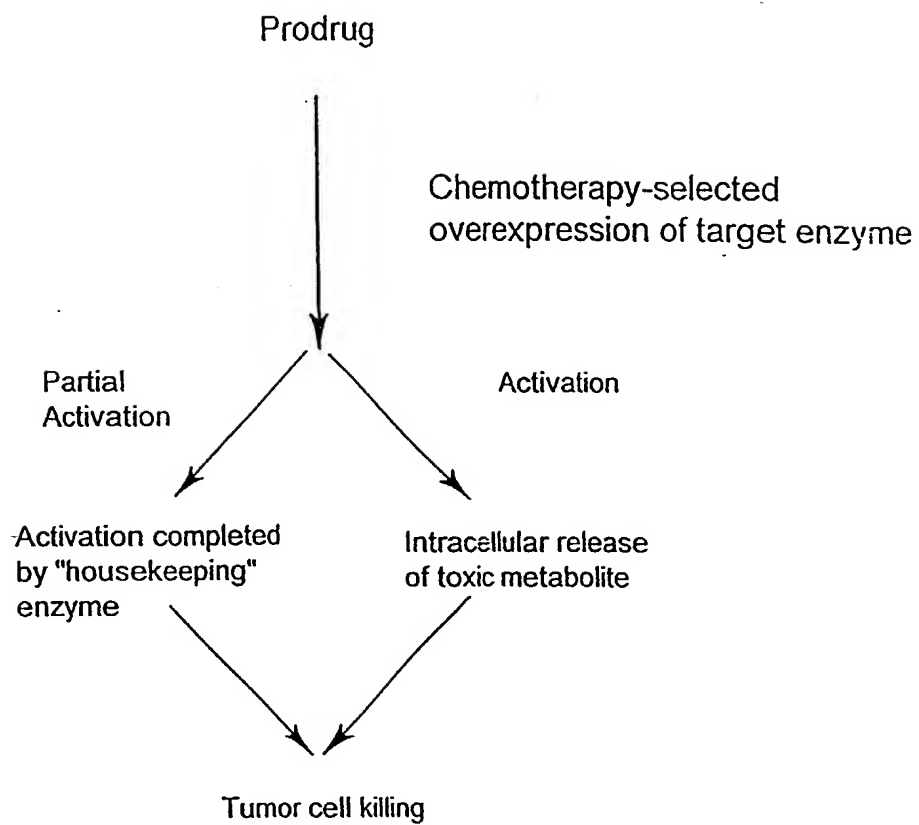 Prodrug
Chemotherapy-selected
overexpression of target enzyme
Partial
Activation
Activation
Activation completed
by "housekeeping"
enzyme
Intracellular release
of toxic metabolite
Tumor cell killing